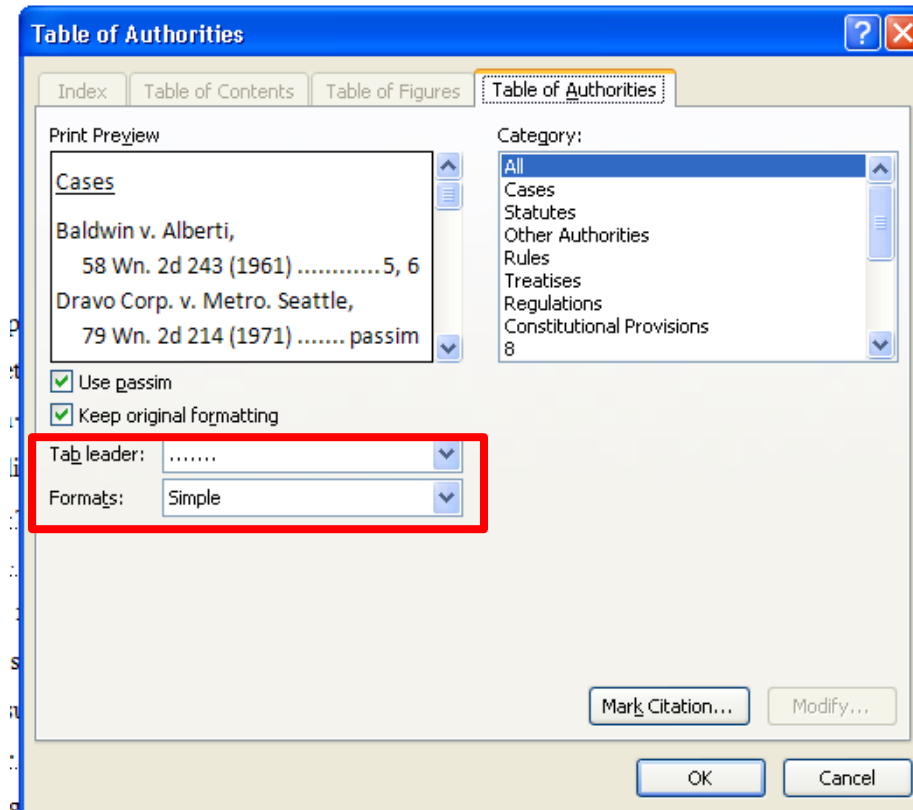 Table of Authorities
Index
Table of Contents
Table of Figures
Table of Authorities
Print Preview
Cases
Baldwin v. Alberti,
58 Wn. 2d 243 (1961) ............5, 6
Dravo Corp. v. Metro. Seattle,
79 Wn. 2d 214 (1971) ....... passim
Use passim
Keep original formatting
Tab leader: .......
Formats: Simple
Category:
All
Cases
Statutes
Other Authorities
Rules
Treatises
Regulations
Constitutional Provisions
8
Mark Citation...
Modify...
OK
Cancel